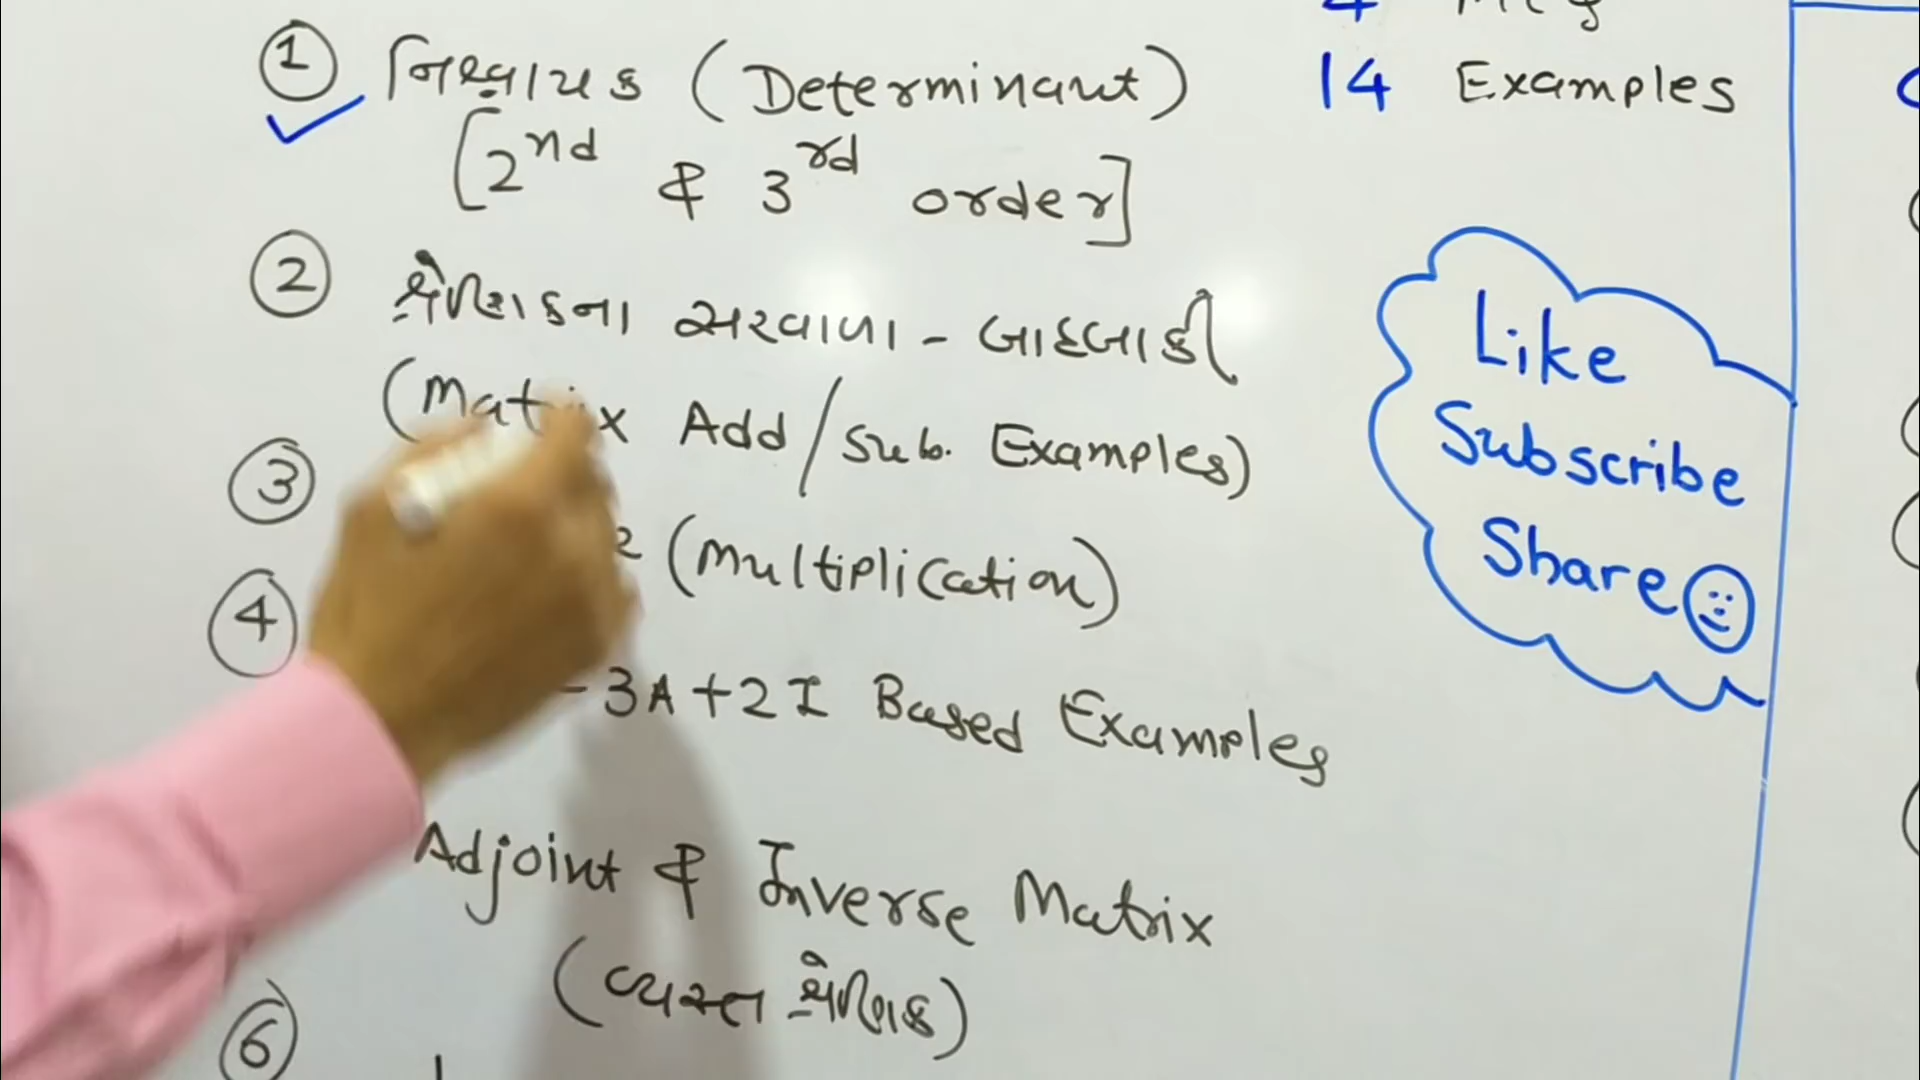 1 નિશ્ચાયક (Determinant)
[2nd & 3rd order]
2 શ્રેણિકના સરવાળા - બાદબાકી
(Matrix Add/Sub. Examples)
3 (Multiplication)
4 - 3A+2I Based Examples
Adjoint & Inverse Matrix
(વ્યસ્ત શ્રેણિક)
6
4
14 Examples
Like
Subscribe
Share